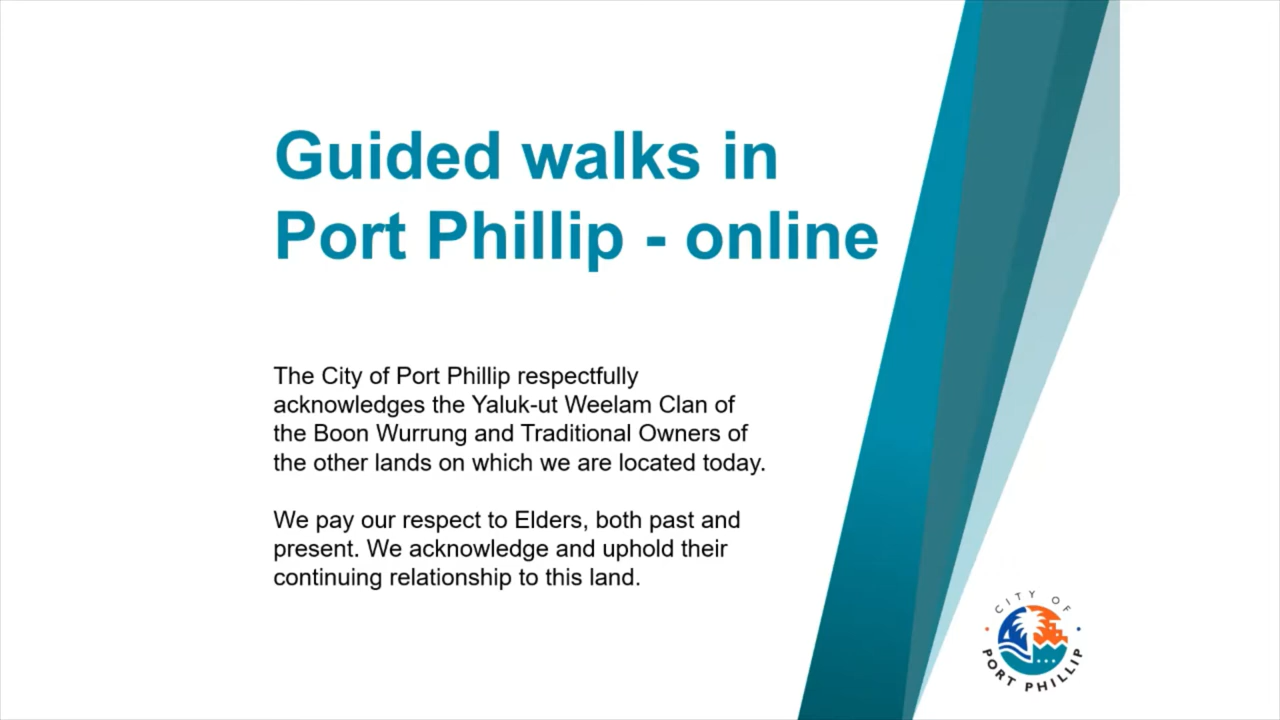 Guided walks in
Port Phillip - online
The City of Port Phillip respectfully
acknowledges the Yaluk-ut Weelam Clan of
the Boon Wurrung and Traditional Owners of
the other lands on which we are located today.
We pay our respect to Elders, both past and
present. We acknowledge and uphold their
continuing relationship to this land.
CITY OF
PORT PHILLIP